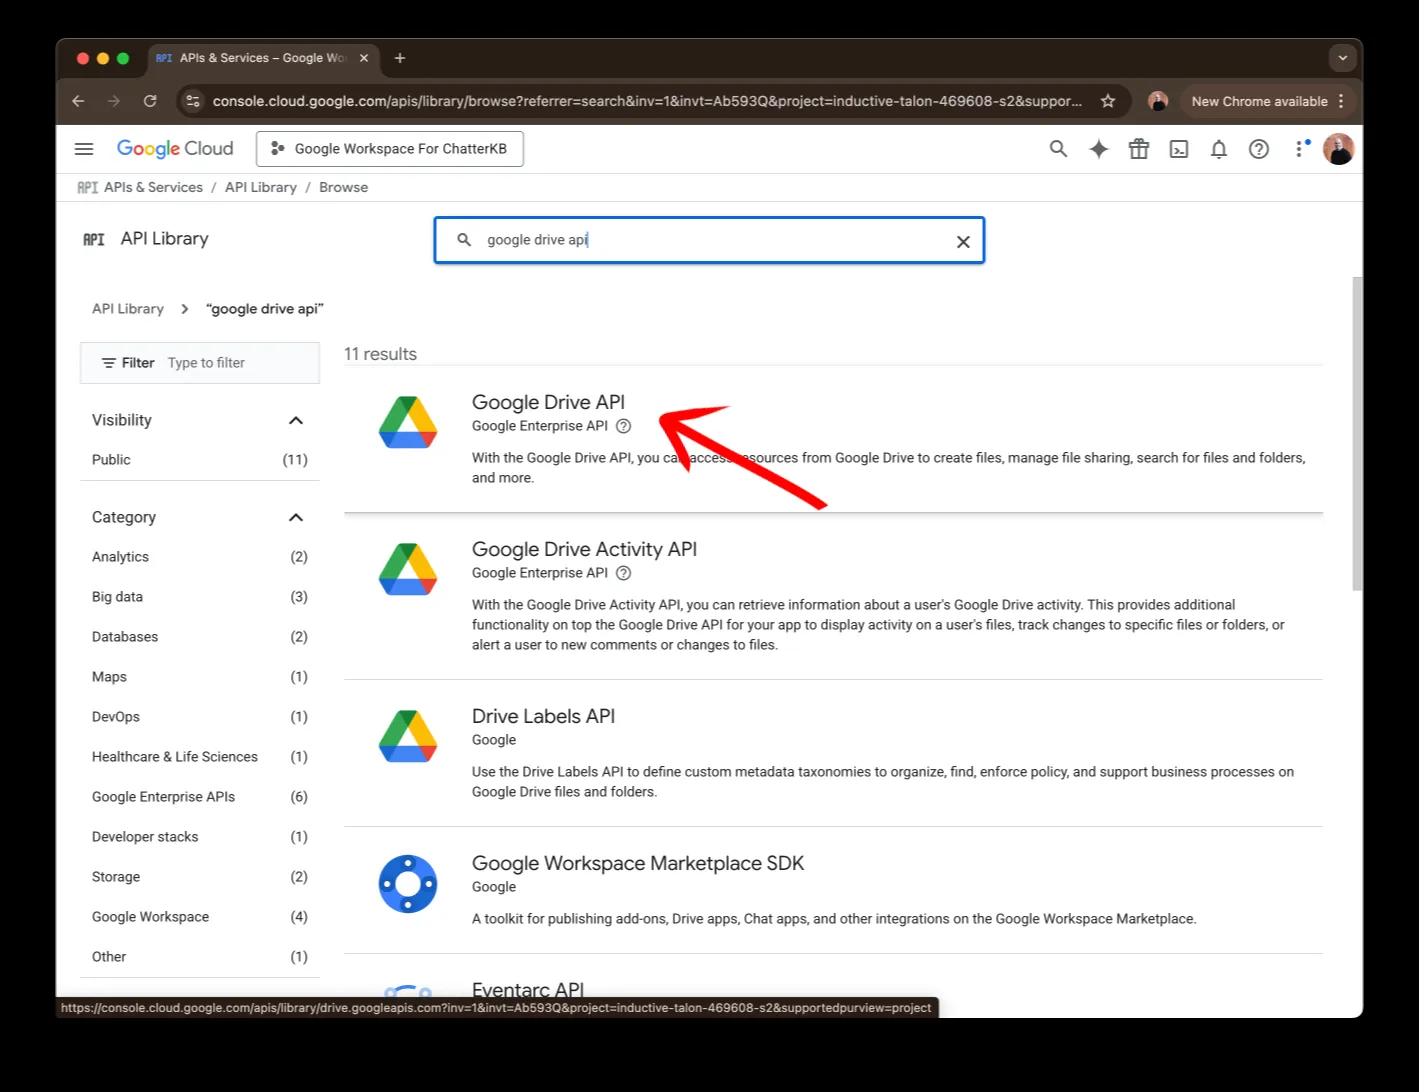 API APIs & Services – Google Wo
console.cloud.google.com/apis/library/browse?referrer=search&inv=1&invt=Ab593Q&project=inductive-talon-469608-s2&suppor...
New Chrome available
Google Cloud
Google Workspace For ChatterKB
API APIs & Services / API Library / Browse
API API Library
google drive api
API Library > “google drive api”
Filter Type to filter
Visibility
Public (11)
Category
Analytics (2)
Big data (3)
Databases (2)
Maps (1)
DevOps (1)
Healthcare & Life Sciences (1)
Google Enterprise APIs (6)
Developer stacks (1)
Storage (2)
Google Workspace (4)
Other (1)
11 results
Google Drive API
Google Enterprise API
With the Google Drive API, you can access resources from Google Drive to create files, manage file sharing, search for files and folders,
and more.
Google Drive Activity API
Google Enterprise API
With the Google Drive Activity API, you can retrieve information about a user's Google Drive activity. This provides additional
functionality on top the Google Drive API for your app to display activity on a user's files, track changes to specific files or folders, or
alert a user to new comments or changes to files.
Drive Labels API
Google
Use the Drive Labels API to define custom metadata taxonomies to organize, find, enforce policy, and support business processes on
Google Drive files and folders.
Google Workspace Marketplace SDK
Google
A toolkit for publishing add-ons, Drive apps, Chat apps, and other integrations on the Google Workspace Marketplace.
Eventarc API
https://console.cloud.google.com/apis/library/drive.googleapis.com?inv=1&invt=Ab593Q&project=inductive-talon-469608-s2&supportedpurview=project